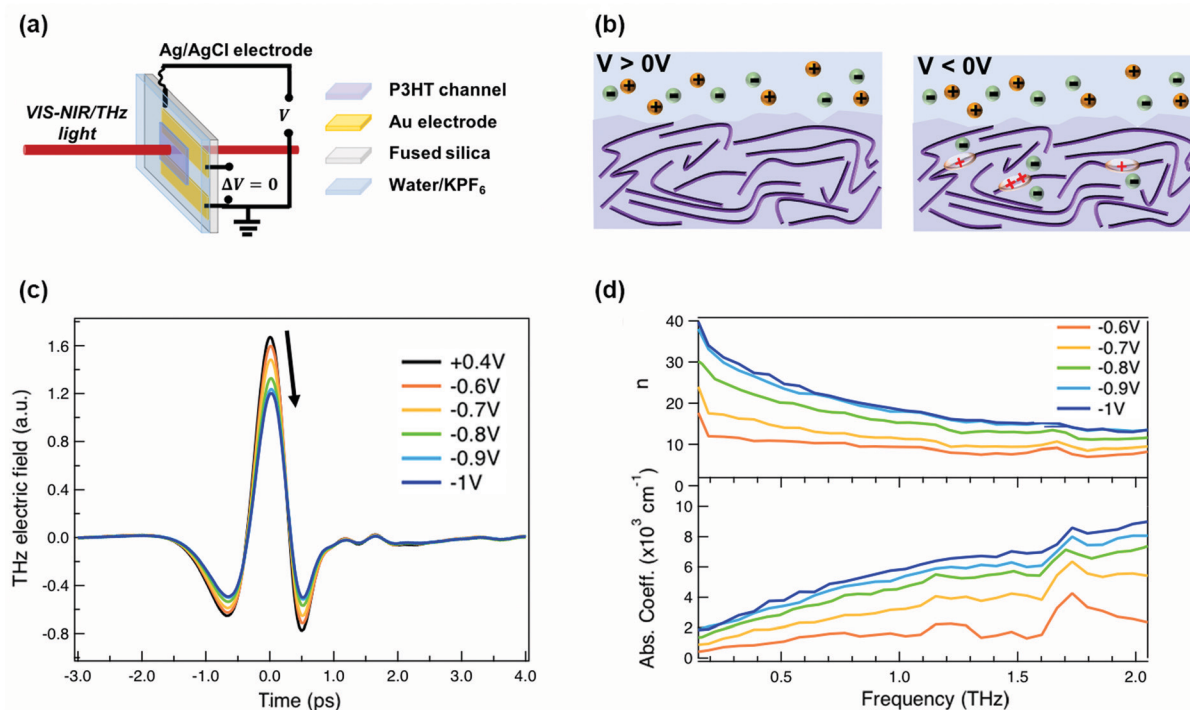 (a)
Ag/AgCl electrode
VIS-NIR/THz
light
V
ΔV = 0
P3HT channel
Au electrode
Fused silica
Water/KPF6
(b)
V > 0V
V < 0V
(c)
THz electric field (a.u.)
1.6
1.2
0.8
0.4
0.0
-0.4
-0.8
+0.4V
-0.6V
-0.7V
-0.8V
-0.9V
-1V
-3.0
-2.0
-1.0
0.0
1.0
2.0
3.0
4.0
Time (ps)
(d)
n
40
30
20
10
0
-0.6V
-0.7V
-0.8V
-0.9V
-1V
Abs. Coeff. (x10³ cm⁻¹)
8
6
4
2
0
0.5
1.0
1.5
2.0
Frequency (THz)